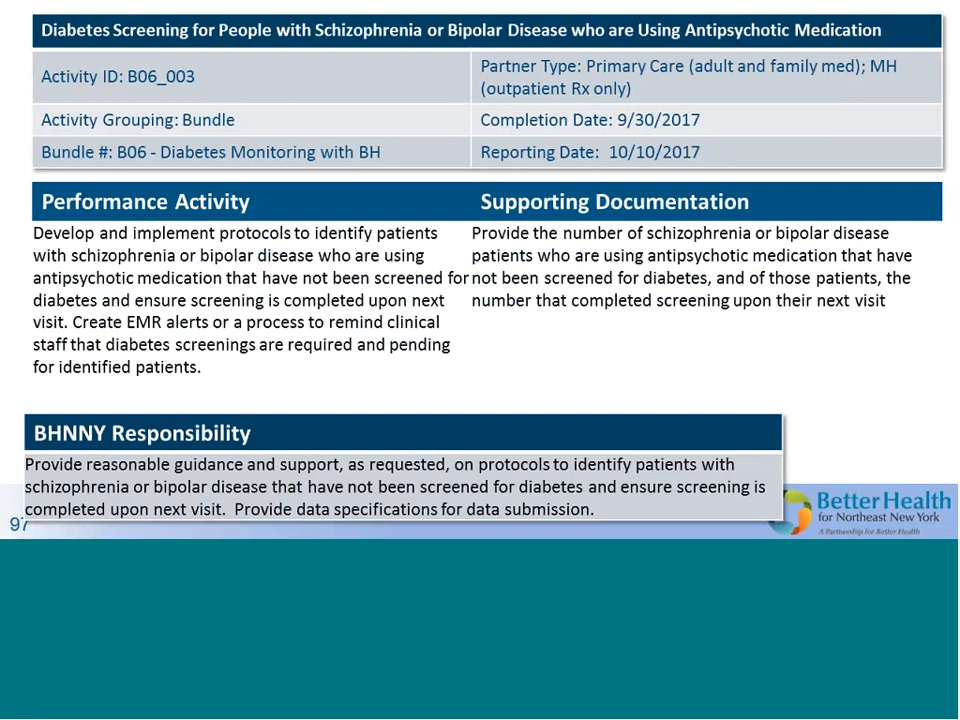 Diabetes Screening for People with Schizophrenia or Bipolar Disease who are Using Antipsychotic Medication
Activity ID: B06_003
Partner Type: Primary Care (adult and family med); MH
(outpatient Rx only)
Activity Grouping: Bundle
Completion Date: 9/30/2017
Bundle #: B06 - Diabetes Monitoring with BH
Reporting Date:  10/10/2017
Performance Activity
Develop and implement protocols to identify patients
with schizophrenia or bipolar disease who are using
antipsychotic medication that have not been screened for
diabetes and ensure screening is completed upon next
visit. Create EMR alerts or a process to remind clinical
staff that diabetes screenings are required and pending
for identified patients.
Supporting Documentation
Provide the number of schizophrenia or bipolar disease
patients who are using antipsychotic medication that have
not been screened for diabetes, and of those patients, the
number that completed screening upon their next visit
BHNNY Responsibility
Provide reasonable guidance and support, as requested, on protocols to identify patients with
schizophrenia or bipolar disease that have not been screened for diabetes and ensure screening is
completed upon next visit.  Provide data specifications for data submission.
97
BetterHealth
for Northeast New York
A Partnership for Better Health